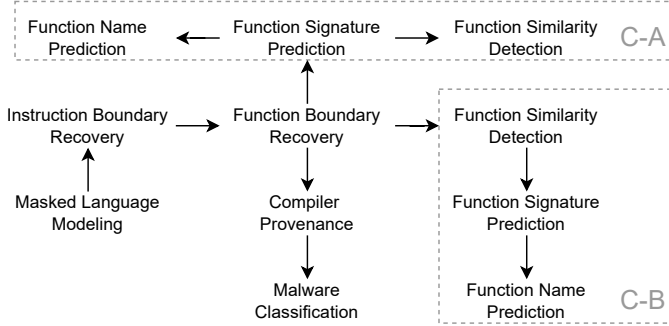 Function Name
Prediction
Function Signature
Prediction
Function Similarity
Detection
C-A
Instruction Boundary
Recovery
Function Boundary
Recovery
Function Similarity
Detection
Masked Language
Modeling
Compiler
Provenance
Function Signature
Prediction
Malware
Classification
Function Name
Prediction
C-B